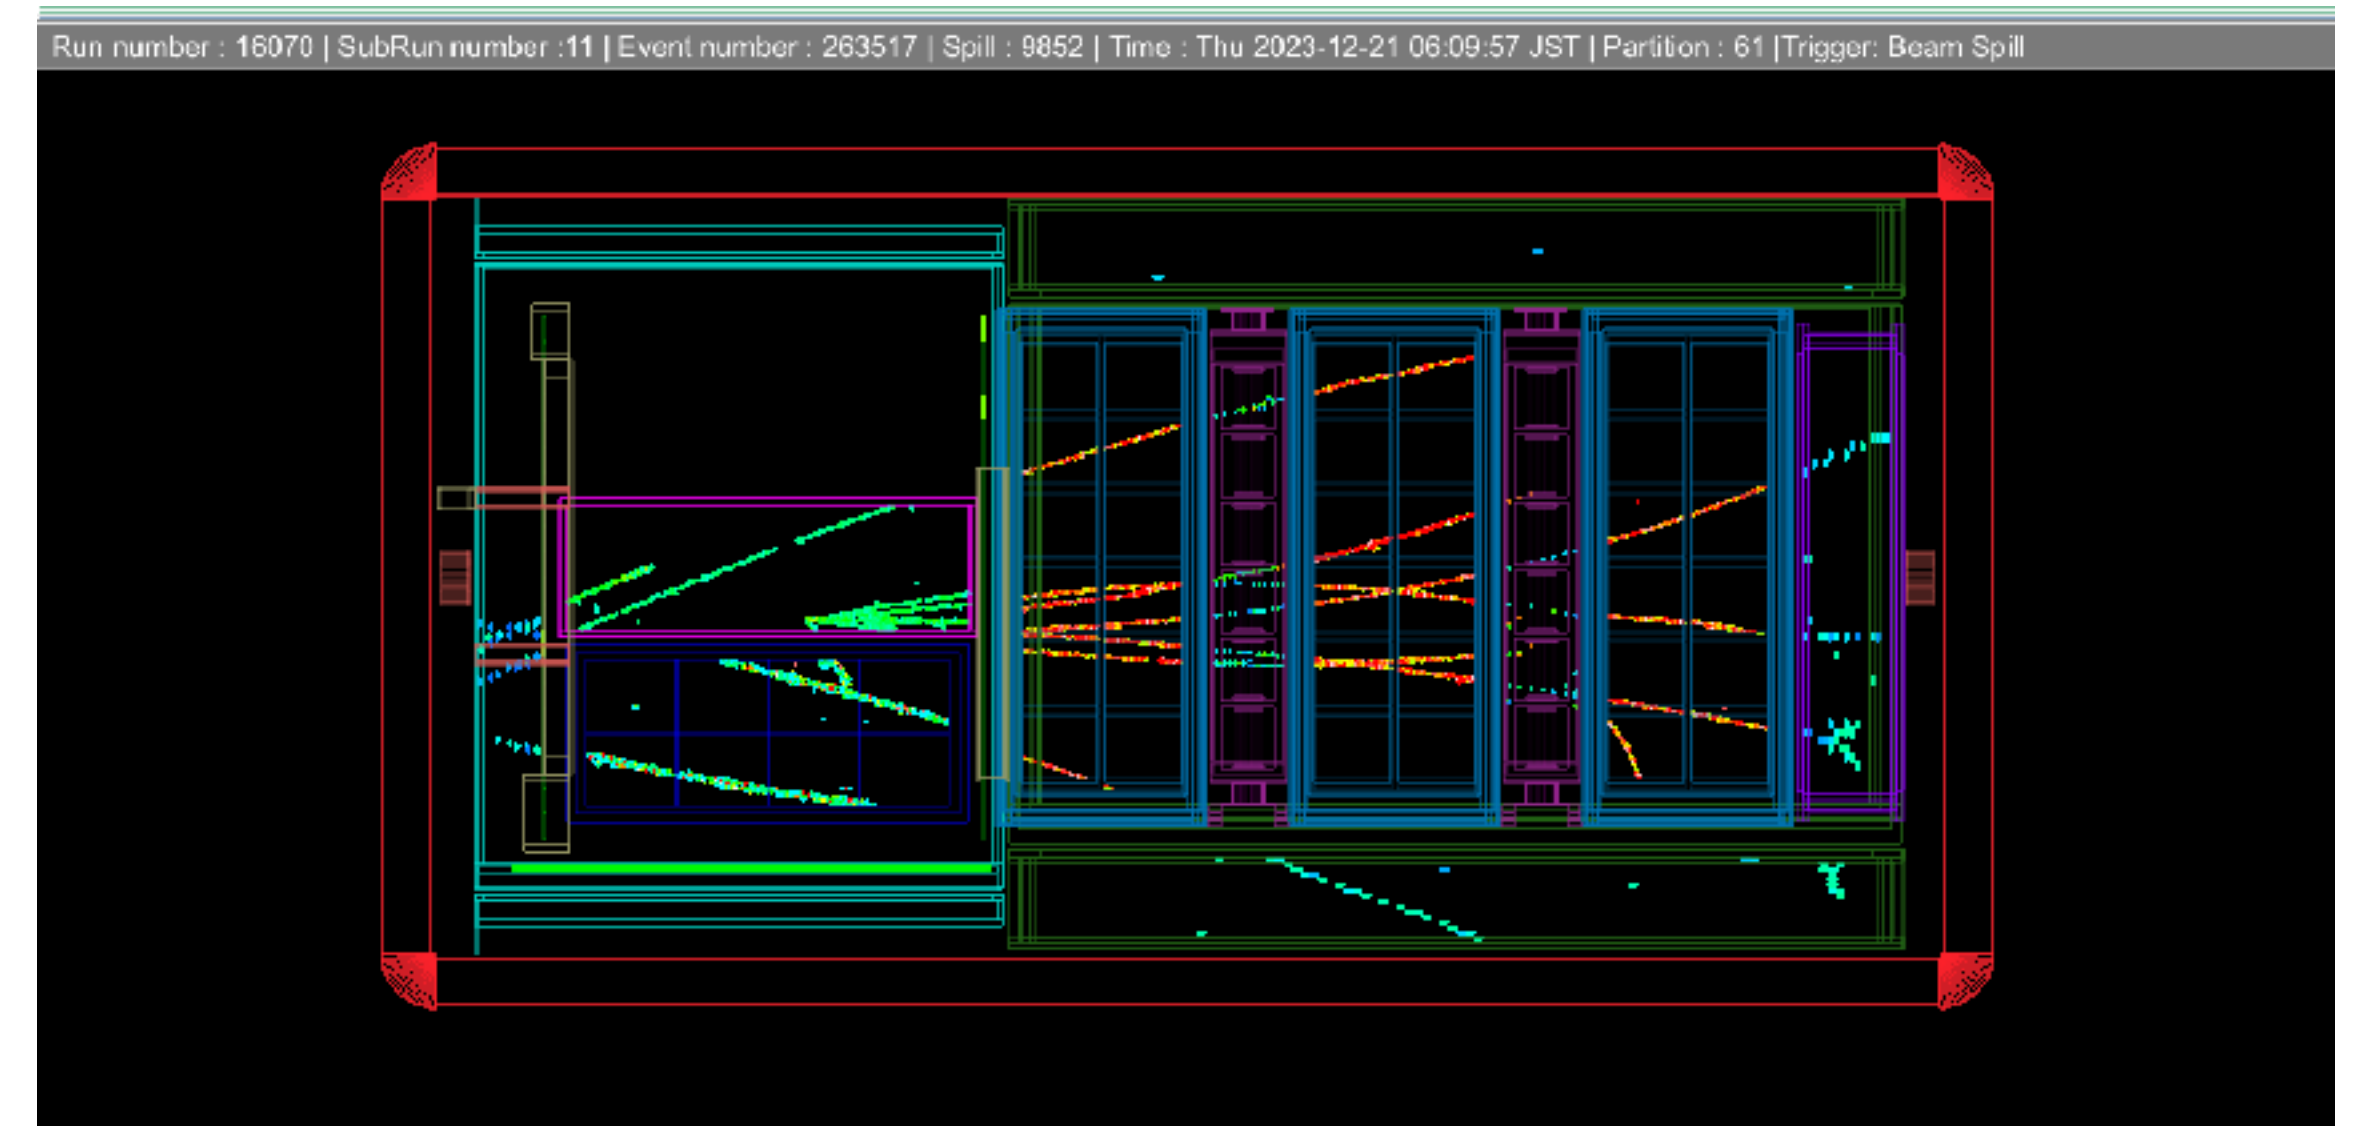 Run number : 16070 | SubRun number :11 | Event number : 263517 | Spill : 9852 | Time : Thu 2023-12-21 06:09:57 JST | Partition : 61 |Trigger: Beam Spill